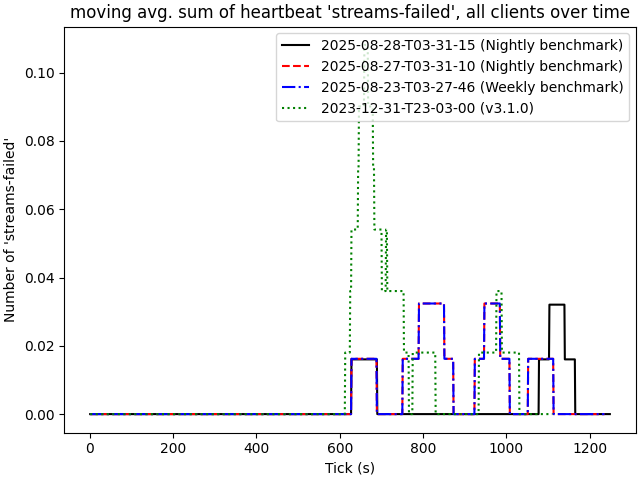 moving avg. sum of heartbeat 'streams-failed', all clients over time
2025-08-28-T03-31-15 (Nightly benchmark)
2025-08-27-T03-31-10 (Nightly benchmark)
2025-08-23-T03-27-46 (Weekly benchmark)
2023-12-31-T23-03-00 (v3.1.0)
Number of 'streams-failed'
0.10
0.08
0.06
0.04
0.02
0.00
0 200 400 600 800 1000 1200
Tick (s)